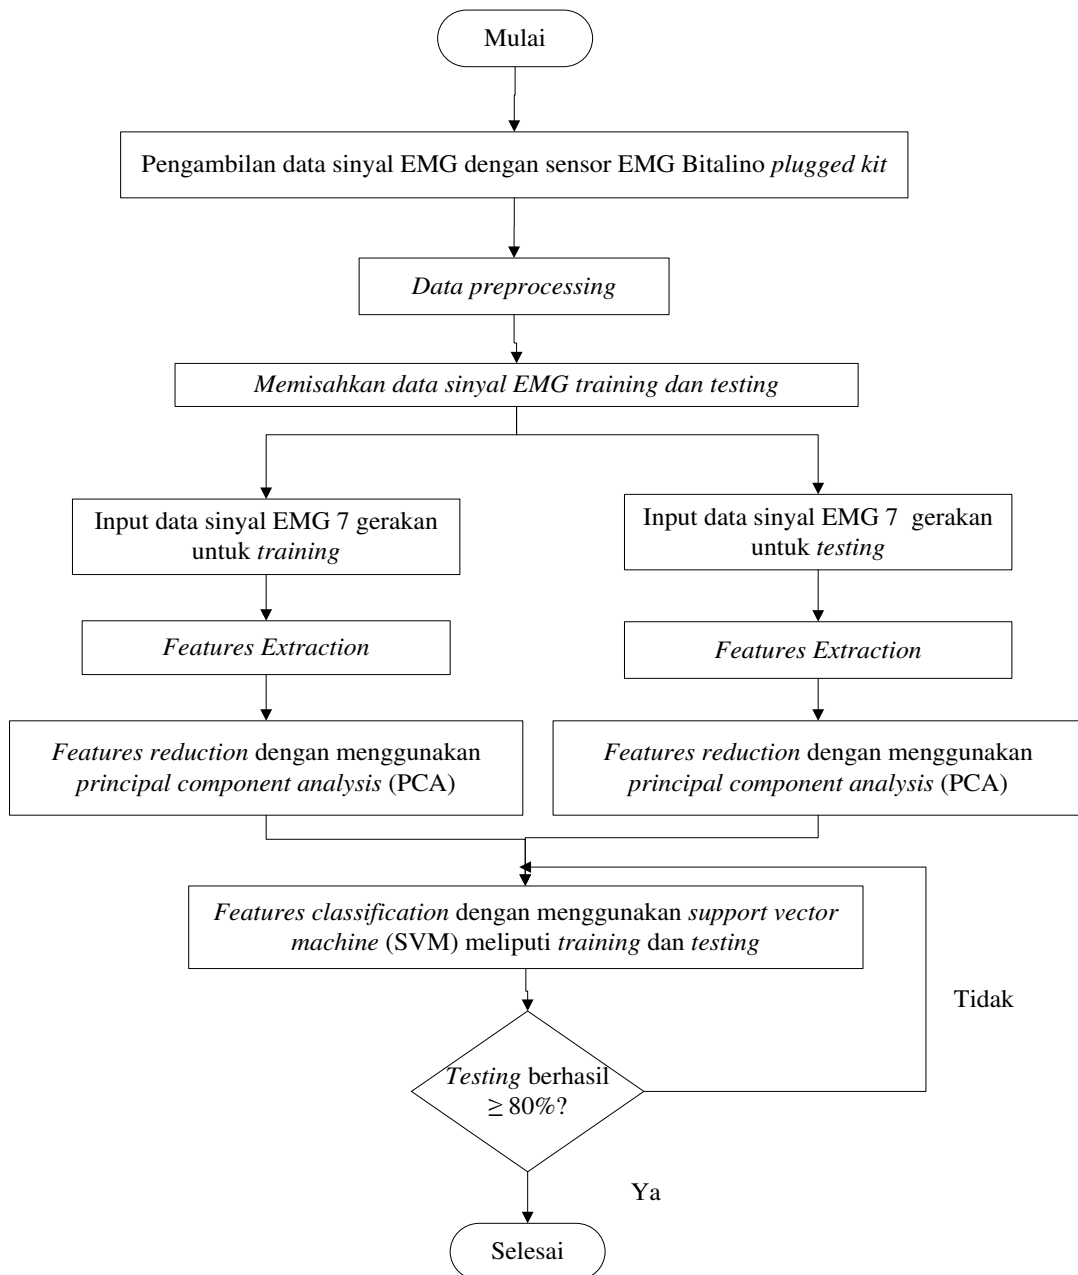 Mulai
Pengambilan data sinyal EMG dengan sensor EMG Bitalino plugged kit
Data preprocessing
Memisahkan data sinyal EMG training dan testing
Input data sinyal EMG 7 gerakan
untuk training
Input data sinyal EMG 7 gerakan
untuk testing
Features Extraction
Features Extraction
Features reduction dengan menggunakan
principal component analysis (PCA)
Features reduction dengan menggunakan
principal component analysis (PCA)
Features classification dengan menggunakan support vector
machine (SVM) meliputi training dan testing
Tidak
Testing berhasil
≥ 80%?
Ya
Selesai